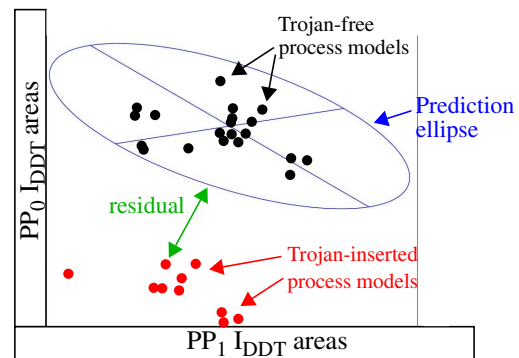 Trojan-free
process models
Prediction
ellipse
PP0 IDDT areas
residual
Trojan-inserted
process models
PP1 IDDT areas